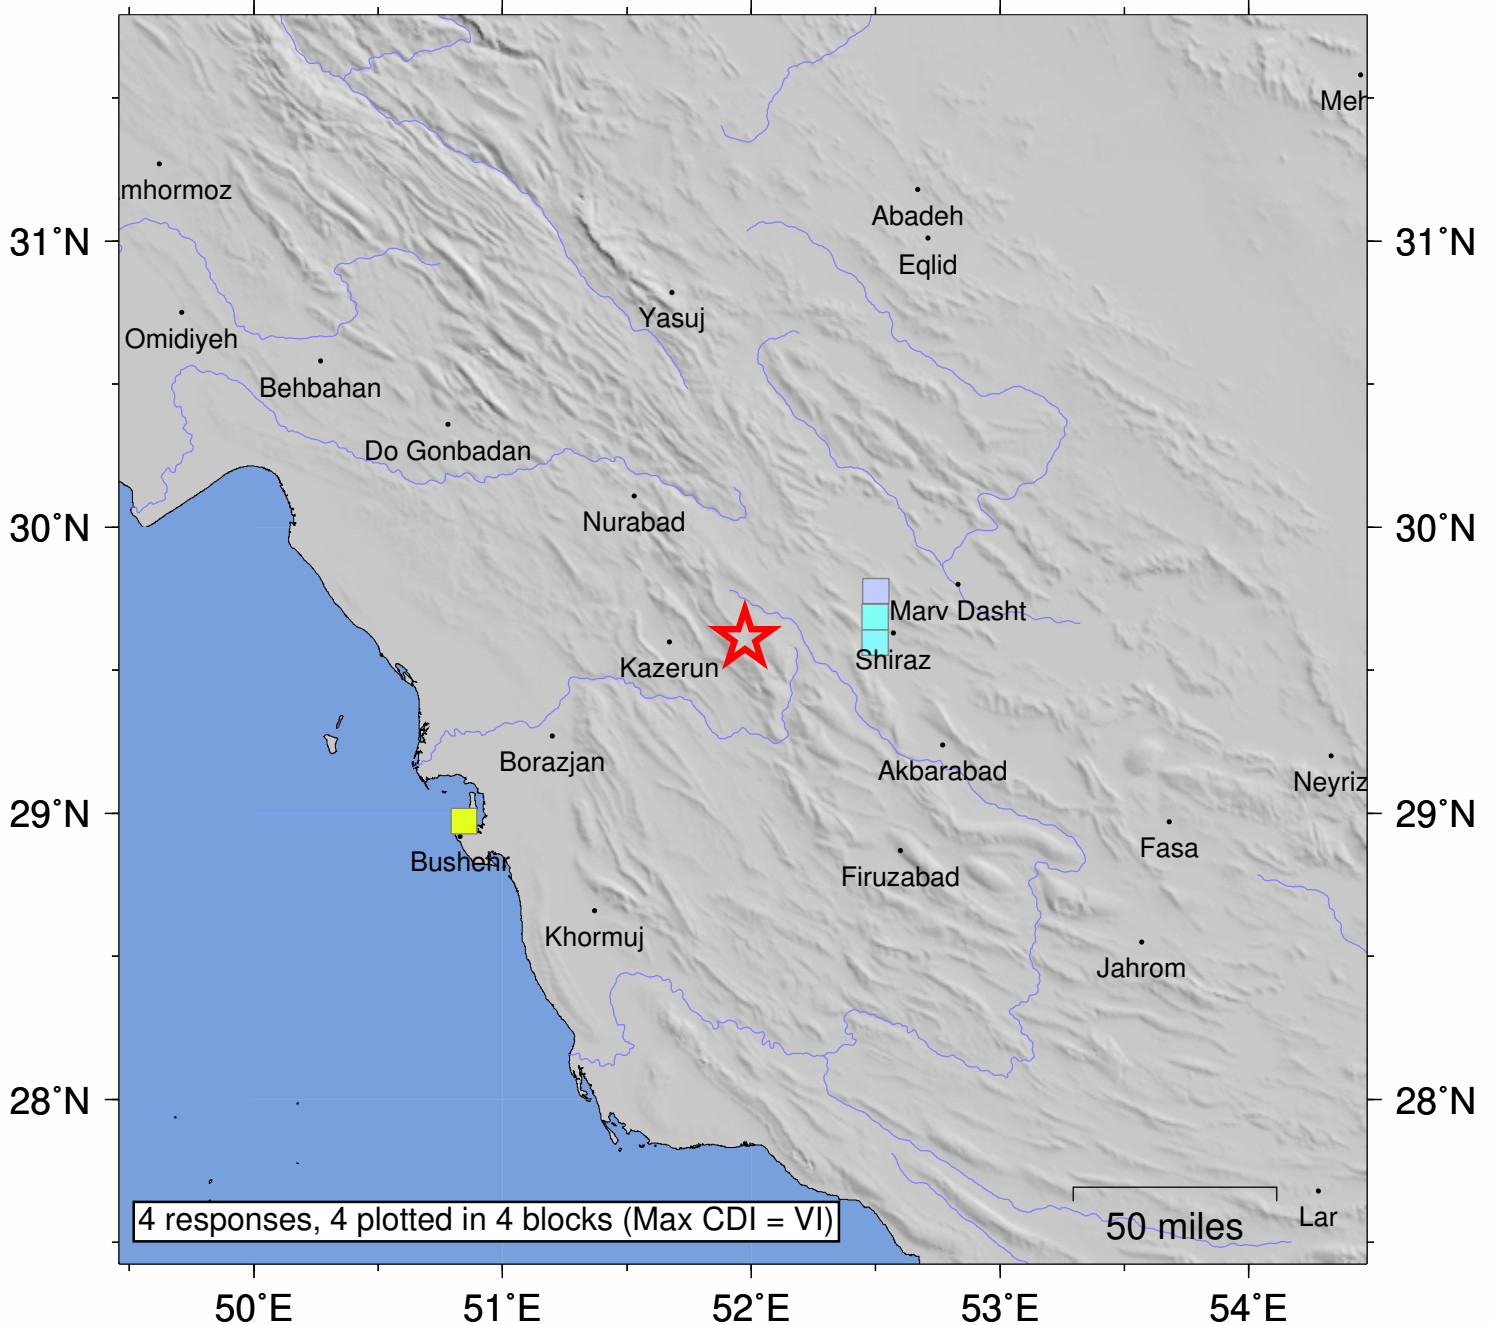 Meh
mhormoz
Abadeh
31°N
31°N
Eqlid
Yasuj
Omidiyeh
Behbahan
Do Gonbadan
30°N
Nurabad
30°N
Marv Dasht
Kazerun
Shiraz
Borazjan
Akbarabad
Neyriz
29°N
29°N
Bushehr
Fasa
Firuzabad
Khormuj
Jahrom
28°N
28°N
4 responses, 4 plotted in 4 blocks (Max CDI = VI)
50 miles
Lar
50°E
51°E
52°E
53°E
54°E